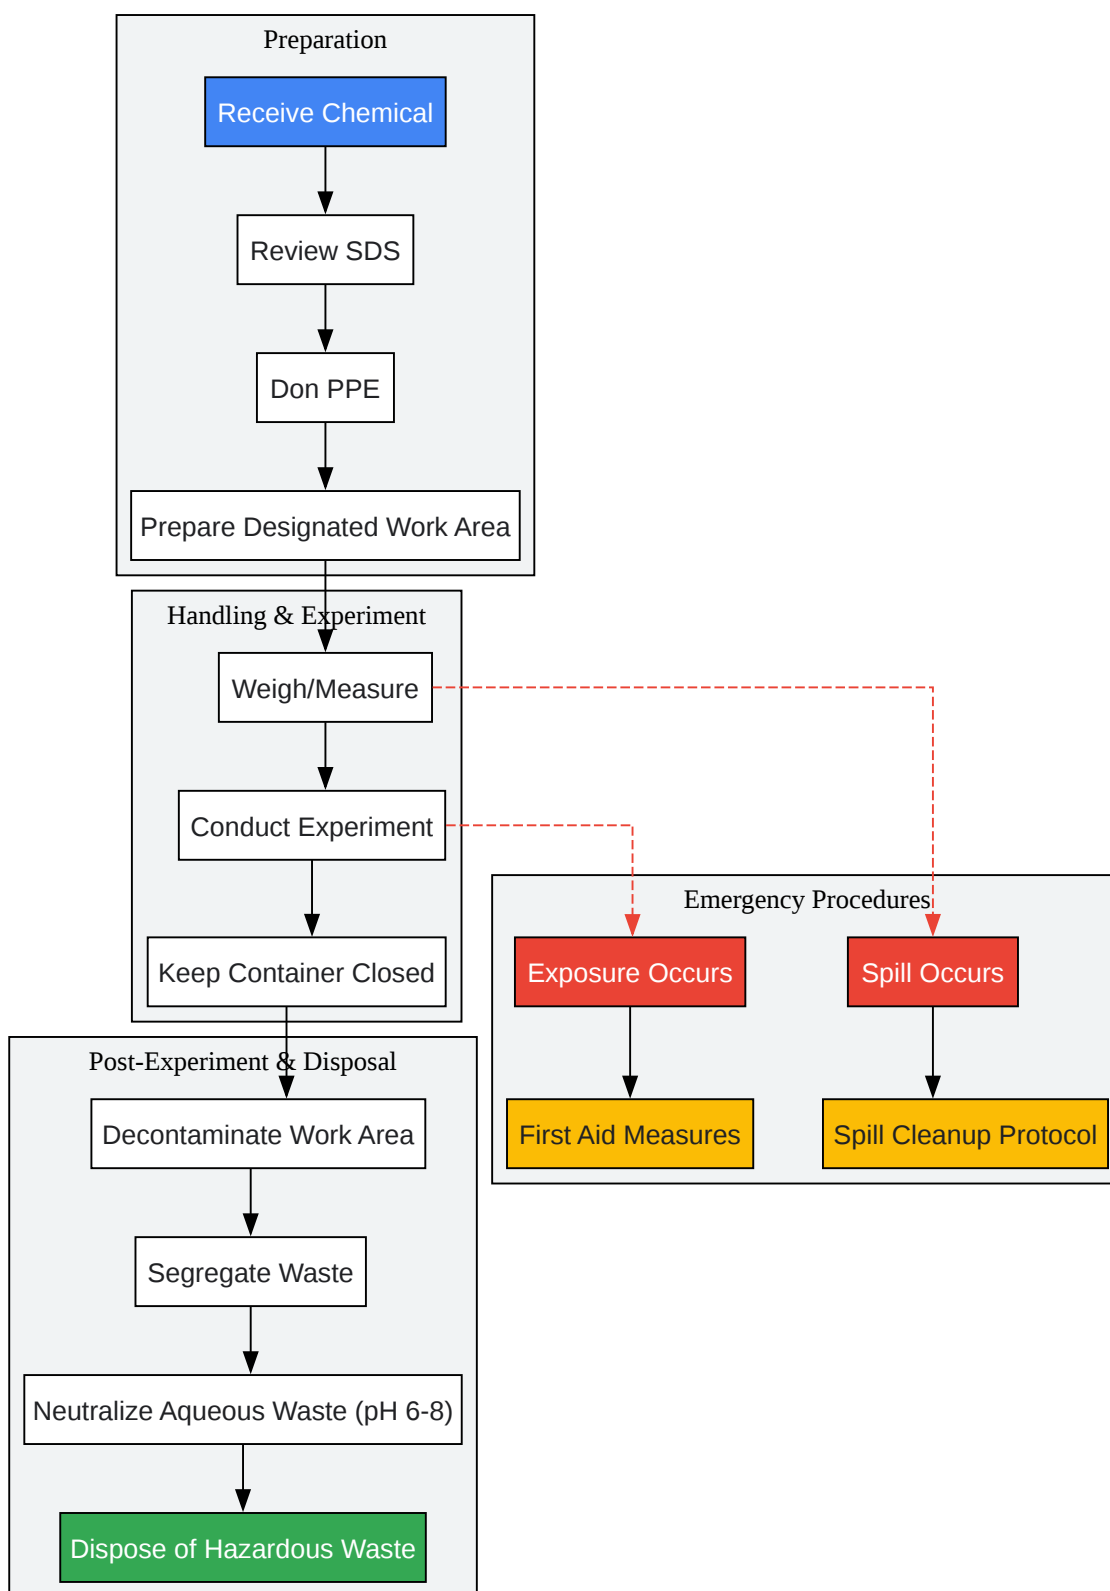 Preparation
Receive Chemical
Review SDS
Don PPE
Prepare Designated Work Area
Handling & Experiment
Weigh/Measure
Conduct Experiment
Keep Container Closed
Emergency Procedures
Exposure Occurs
Spill Occurs
First Aid Measures
Spill Cleanup Protocol
Post-Experiment & Disposal
Decontaminate Work Area
Segregate Waste
Neutralize Aqueous Waste (pH 6-8)
Dispose of Hazardous Waste